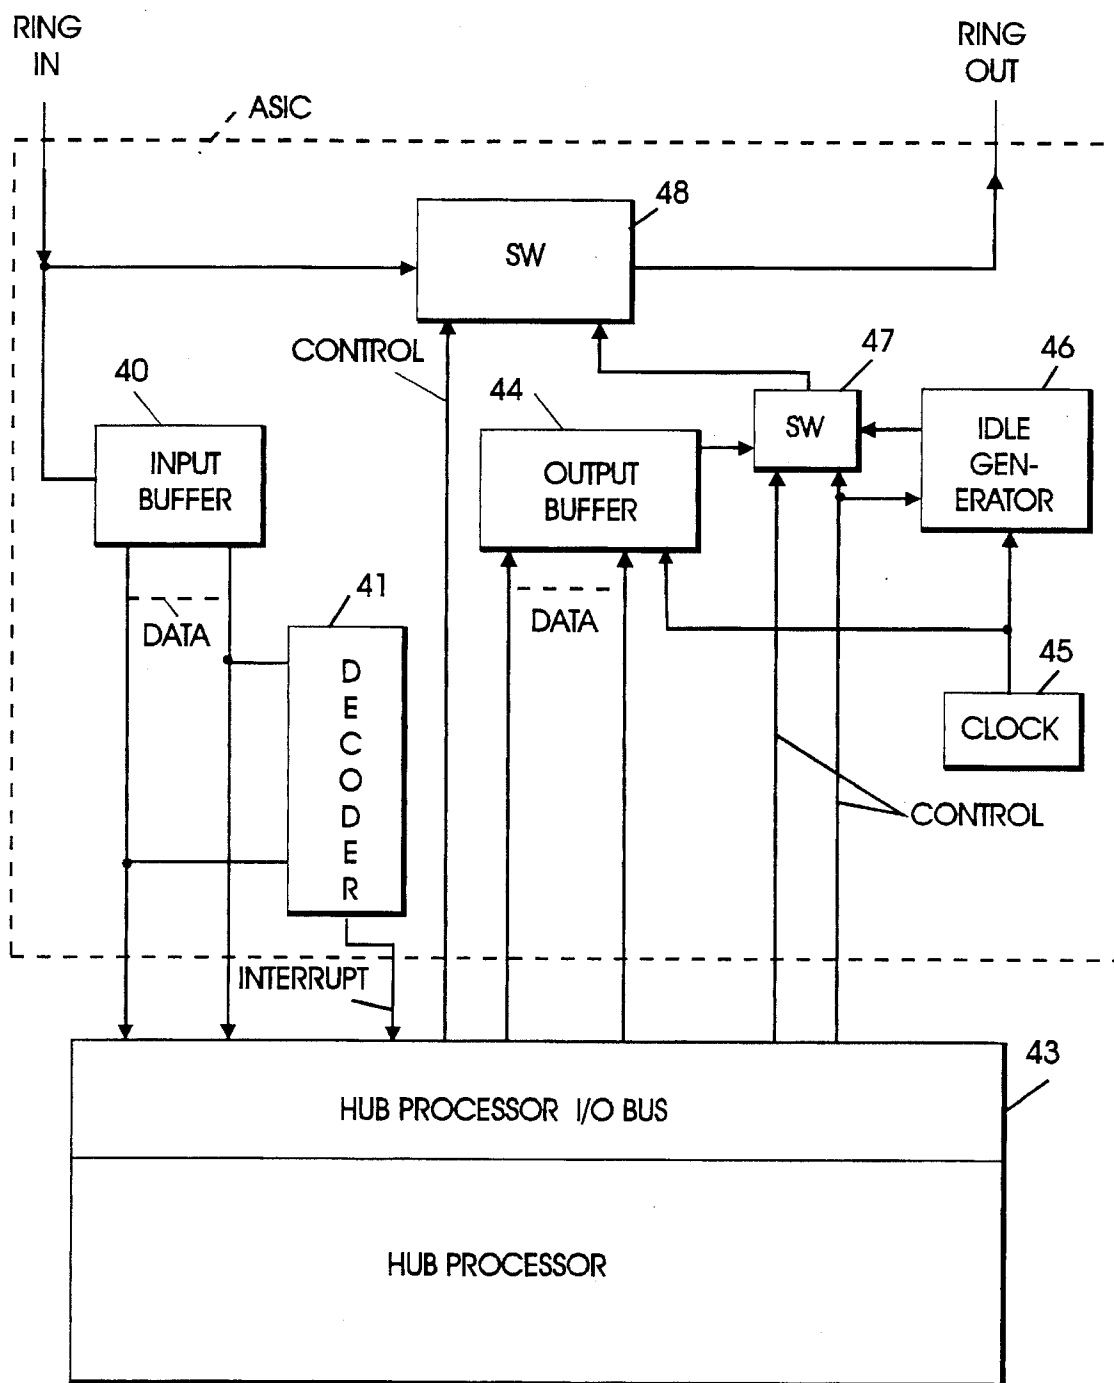 RING
IN
RING
OUT
ASIC
48
SW
CONTROL
40
INPUT
BUFFER
44
OUTPUT
BUFFER
47
SW
46
IDLE
GEN-
ERATOR
DATA
41
DECODER
DATA
45
CLOCK
CONTROL
INTERRUPT
43
HUB PROCESSOR I/O BUS
HUB PROCESSOR